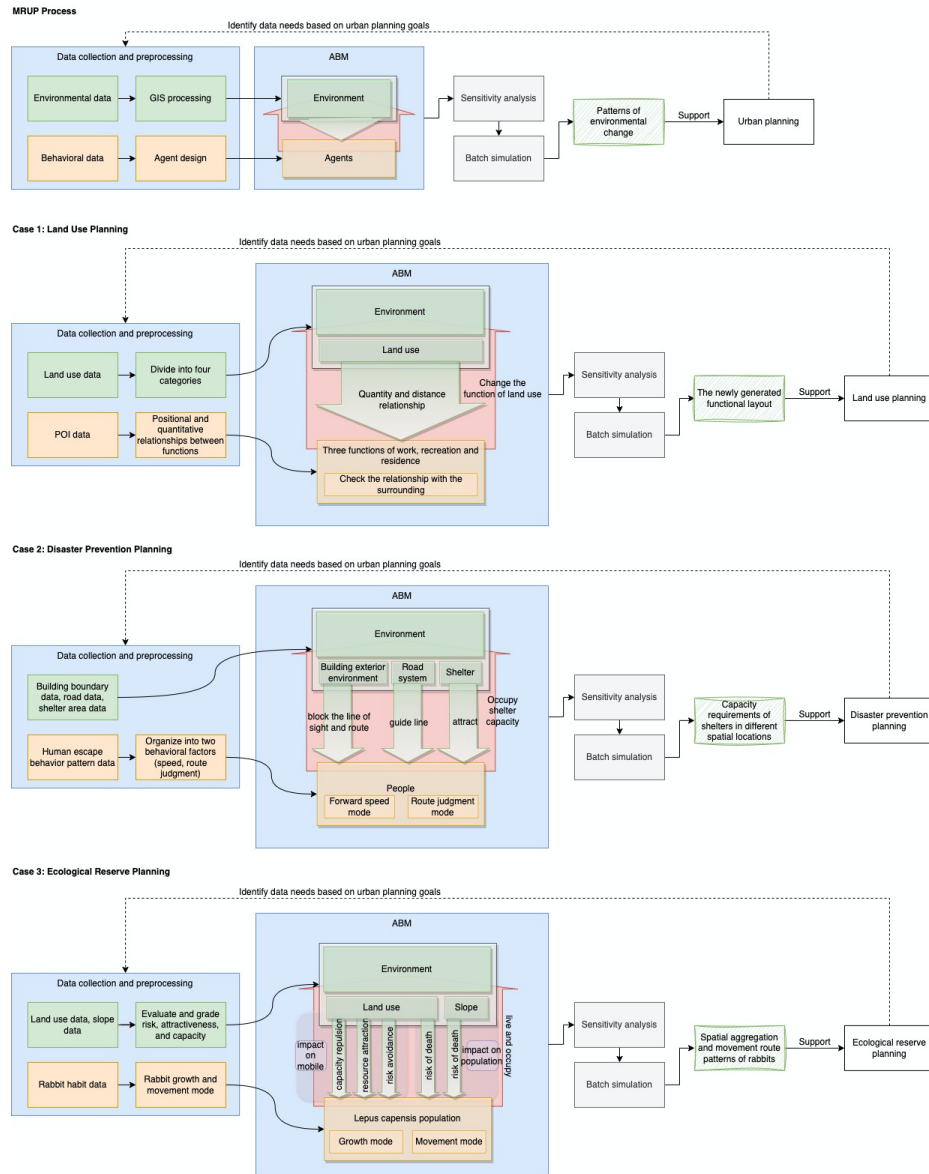 MRUP Process
Identify data needs based on urban planning goals
Data collection and preprocessing
ABM
Environmental data
GIS processing
Environment
Sensitivity analysis
Patterns of
environmental
change
Support
Urban planning
Behavioral data
Agent design
Agents
Batch simulation
Case 1: Land Use Planning
Identify data needs based on urban planning goals
ABM
Environment
Data collection and preprocessing
Land use
Land use data
Divide into four
categories
Sensitivity analysis
Quantity and distance
relationship
Change the
function of land use
The newly generated
functional layout
Support
Land use planning
POI data
Positional and
quantitative
relationships between
functions
Batch simulation
Three functions of work, recreation and
residence
Check the relationship with the
surrounding
Case 2: Disaster Prevention Planning
Identify data needs based on urban planning goals
ABM
Environment
Data collection and preprocessing
Building exterior
environment
Road
system
Shelter
Building boundary
data, road data,
shelter area data
Sensitivity analysis
block the line of
sight and route
guide line
attract
Occupy
shelter
capacity
Capacity
requirements of
shelters in different
spatial locations
Support
Disaster prevention
planning
Human escape
behavior pattern data
Organize into two
behavioral factors
(speed, route
judgment)
Batch simulation
People
Forward speed
mode
Route judgment
mode
Case 3: Ecological Reserve Planning
Identify data needs based on urban planning goals
ABM
Environment
Data collection and preprocessing
Land use
Slope
Land use data, slope
data
Evaluate and grade
risk, attractiveness,
and capacity
Sensitivity analysis
impact
on
mobile
capacity repulsion
resource attraction
risk avoidance
risk of death
risk of death
impact on
population
live and occupy
Spatial aggregation
and movement route
patterns of rabbits
Support
Ecological reserve
planning
Rabbit habit data
Rabbit growth and
movement mode
Batch simulation
Lepus capensis population
Growth mode
Movement mode